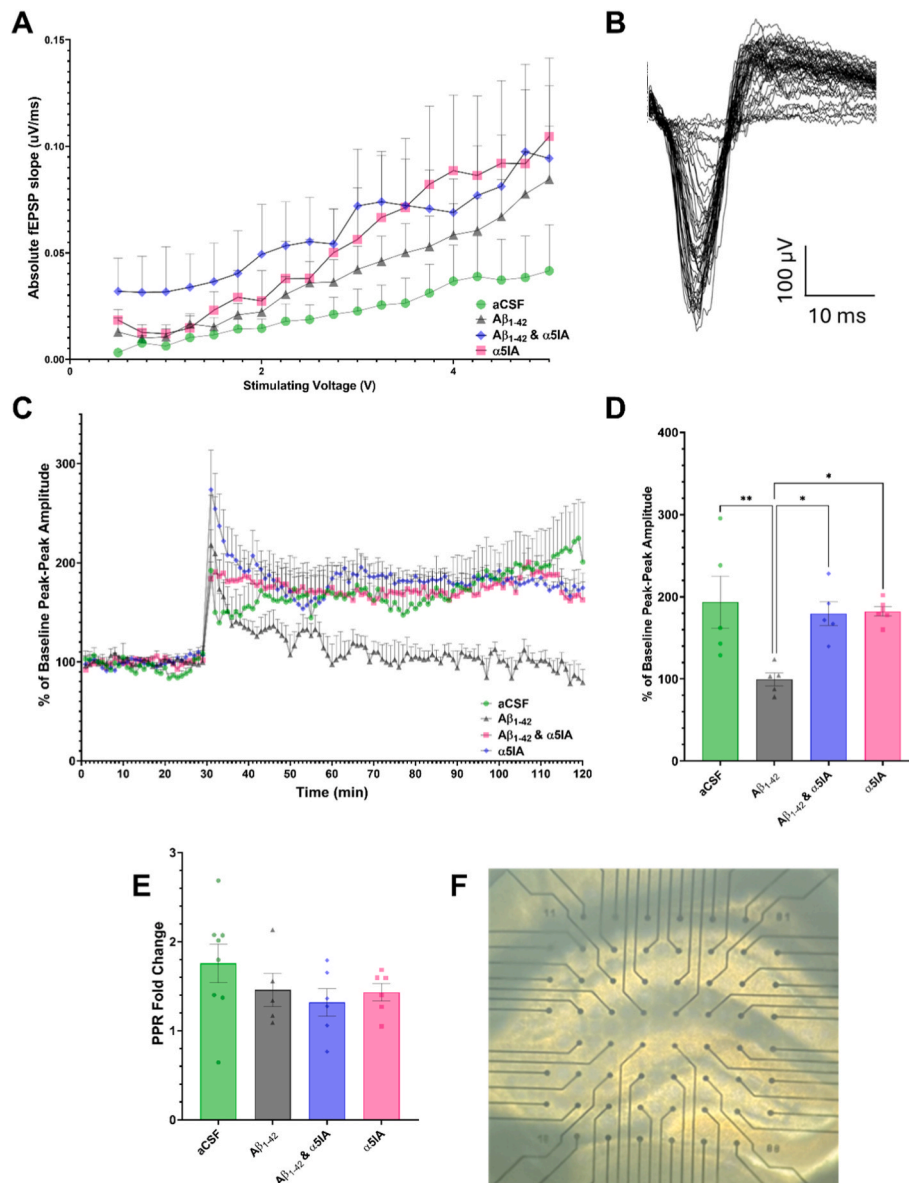 A
Absolute fEPSP slope (uV/ms)
0.15
0.10
0.05
0.00
0
2
4
Stimulating Voltage (V)
aCSF
Aβ1-42
Aβ1-42 & α5IA
α5IA
B
100 µV
10 ms
C
% of Baseline Peak-Peak Amplitude
300
200
100
0
0 10 20 30 40 50 60 70 80 90 100 110 120
Time (min)
aCSF
Aβ1-42
Aβ1-42 & α5IA
α5IA
D
% of Baseline Peak-Peak Amplitude
400
300
200
100
0
*
** *
aCSF
Aβ1-42
Aβ1-42 & α5IA
α5IA
E
PPR Fold Change
3
2
1
0
aCSF
Aβ1-42
Aβ1-42 & α5IA
α5IA
F
11
81